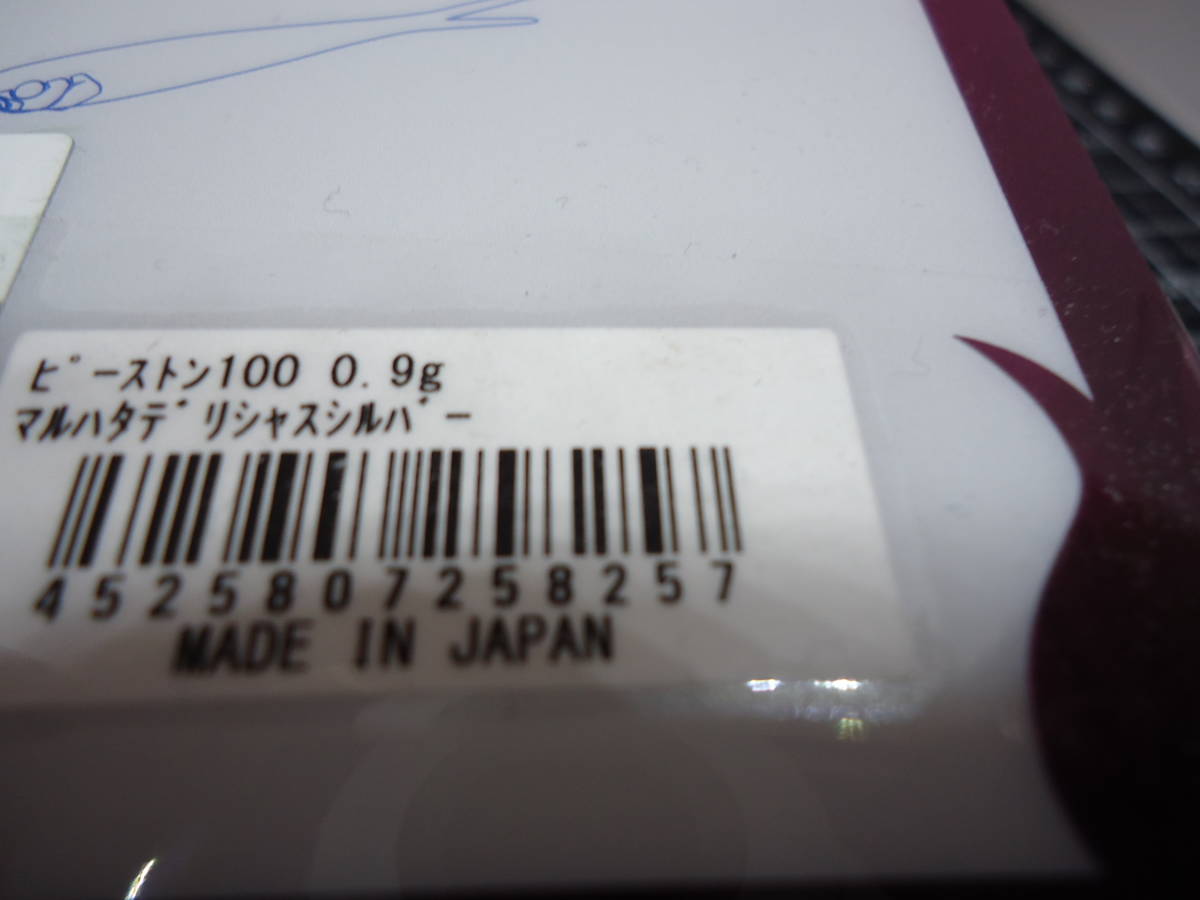 ﾋﾟｰｽﾄﾝ100 0.9g
ﾏﾙﾊﾀﾃﾞﾘｼｬｽｼﾙﾊﾞｰ
4525807258257
MADE IN JAPAN